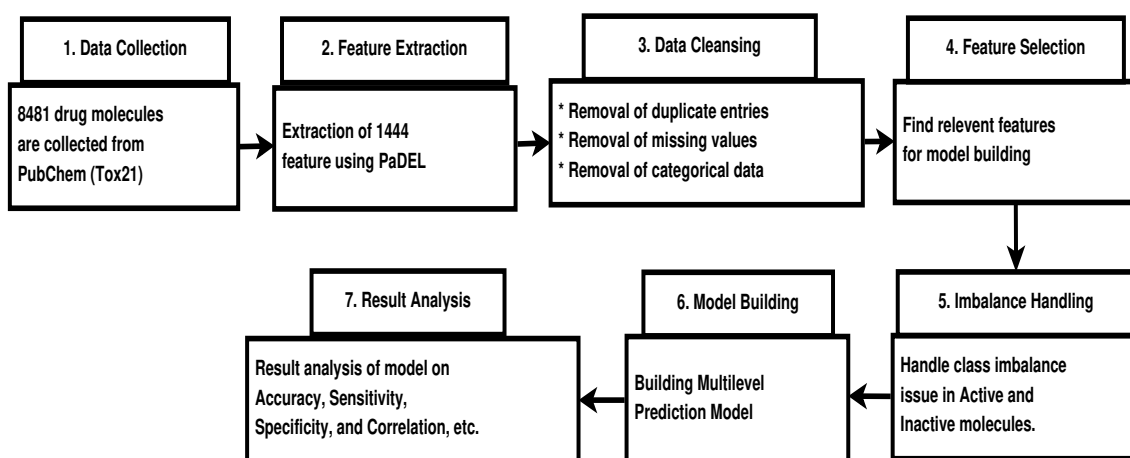 1. Data Collection
8481 drug molecules
are collected from
PubChem (Tox21)
2. Feature Extraction
Extraction of 1444
feature using PaDEL
3. Data Cleansing
* Removal of duplicate entries
* Removal of missing values
* Removal of categorical data
4. Feature Selection
Find relevent features
for model building
5. Imbalance Handling
Handle class imbalance
issue in Active and
Inactive molecules.
6. Model Building
Building Multilevel
Prediction Model
7. Result Analysis
Result analysis of model on
Accuracy, Sensitivity,
Specificity, and Correlation, etc.